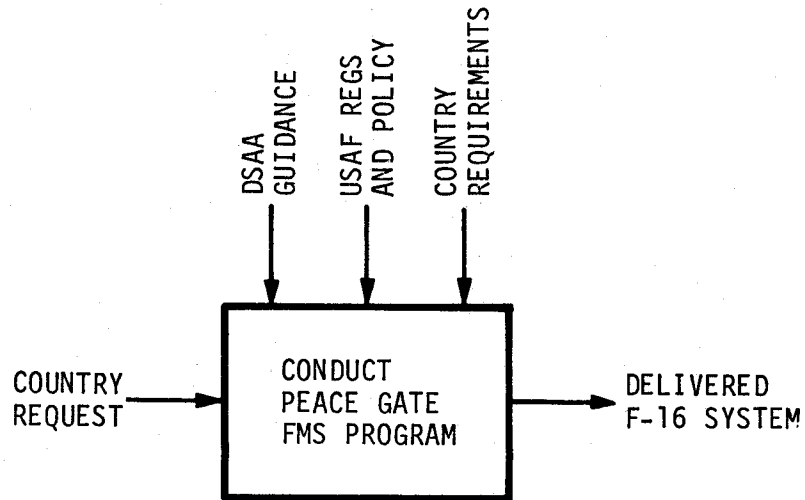 DSAA
GUIDANCE
USAF REGS
AND POLICY
COUNTRY
REQUIREMENTS
COUNTRY
REQUEST
CONDUCT
PEACE GATE
FMS PROGRAM
DELIVERED
F-16 SYSTEM